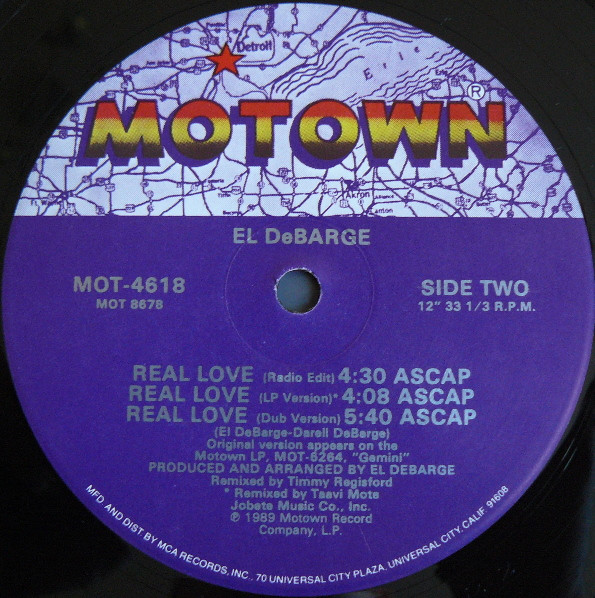 Detroit
Erie
MOTOWN®
Akron
Canton
EL DeBARGE
MOT-4618
MOT 8678
SIDE TWO
12" 33 1/3 R.P.M.
REAL LOVE (Radio Edit) 4:30 ASCAP
REAL LOVE (LP Version)* 4:08 ASCAP
REAL LOVE (Dub Version) 5:40 ASCAP
(El DeBarge-Darell DeBarge)
Original version appears on the
Motown LP, MOT-6264, "Gemini"
PRODUCED AND ARRANGED BY EL DEBARGE
Remixed by Timmy Regisford
* Remixed by Taavi Mote
Jobete Music Co., Inc.
℗ 1989 Motown Record
Company, L.P.
MFD AND DIST. BY MCA RECORDS, INC., 70 UNIVERSAL CITY PLAZA, UNIVERSAL CITY, CALIF. 91608